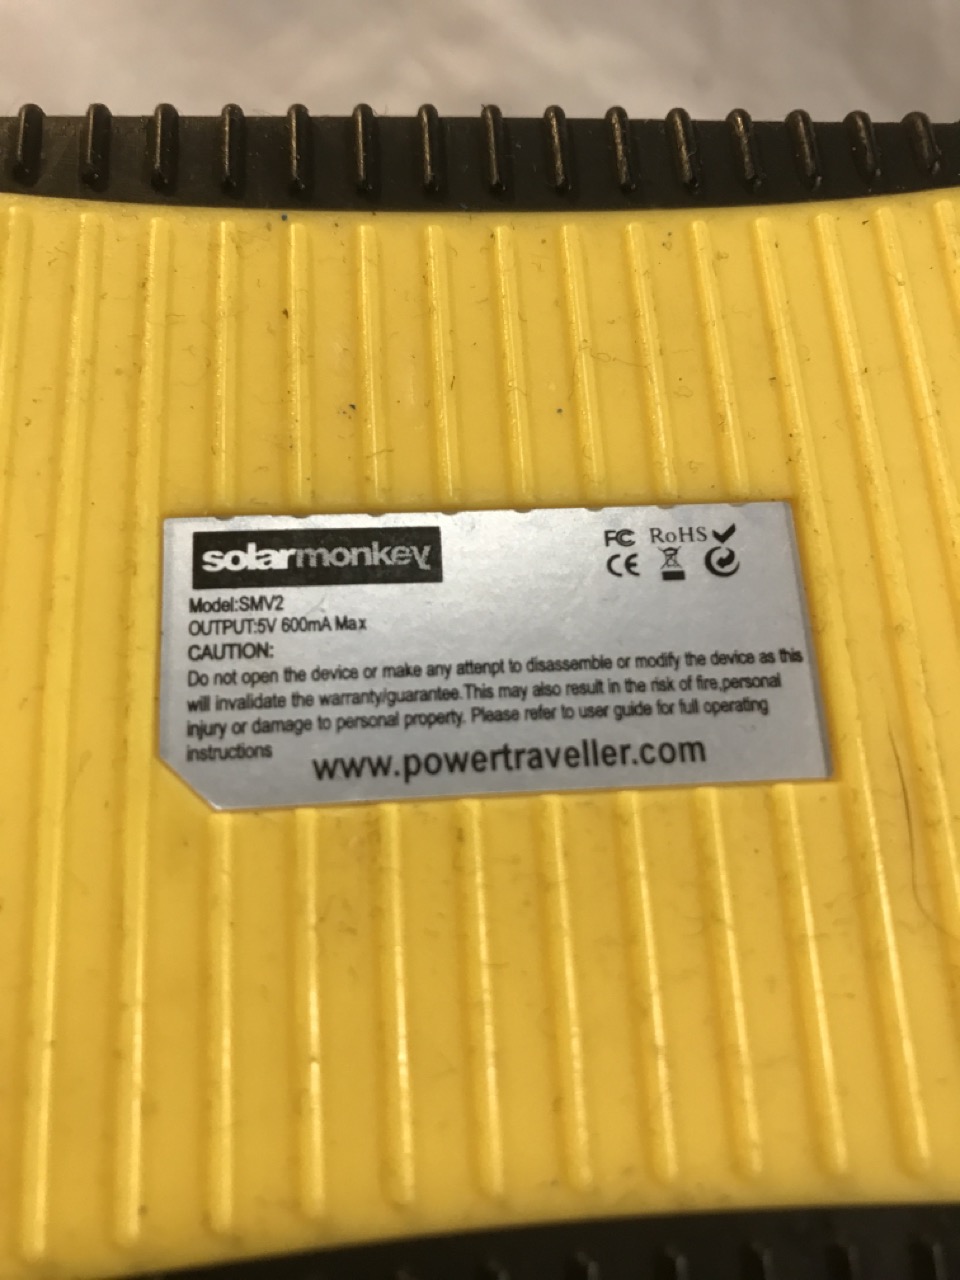 solarmonkey
FC RoHS
CE
Model:SMV2
OUTPUT:5V 600mA Max
CAUTION:
Do not open the device or make any attenpt to disassemble or modify the device as this
will invalidate the warranty/guarantee.This may also result in the risk of fire,personal
injury or damage to personal property. Please refer to user guide for full operating
instructions
www.powertraveller.com